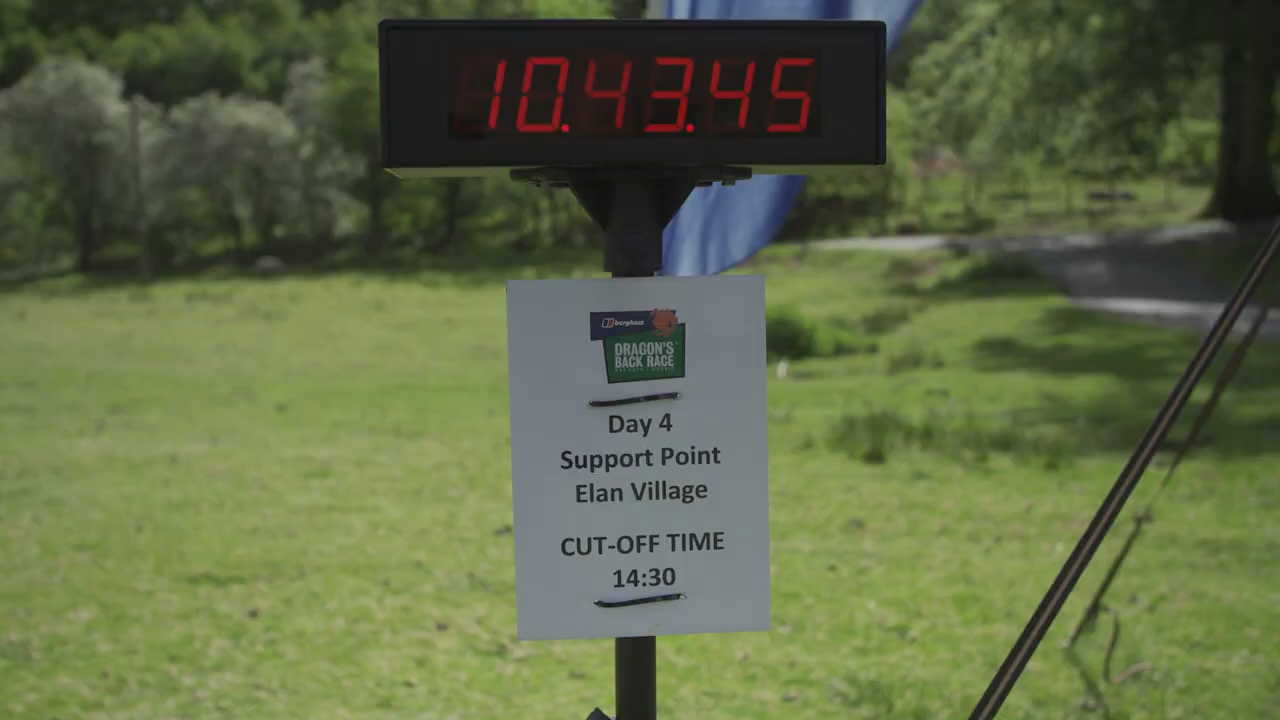 10.43.45
berghaus
DRAGON'S
BACK RACE
Day 4
Support Point
Elan Village
CUT-OFF TIME
14:30